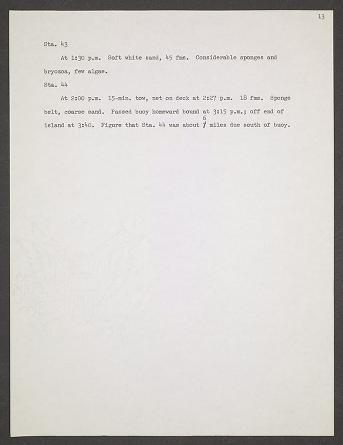 13
Sta. 43
At 1:30 p.m. Soft white sand, 45 fms. Considerable sponges and
bryozoa, few algae.
Sta. 44
At 2:00 p.m. 15-min. tow, net on deck at 2:27 p.m. 18 fms. Sponge
belt, coarse sand. Passed buoy homeward bound at 3:15 p.m.; off end of
6
island at 3:40. Figure that Sta. 44 was about 7 miles due south of buoy.